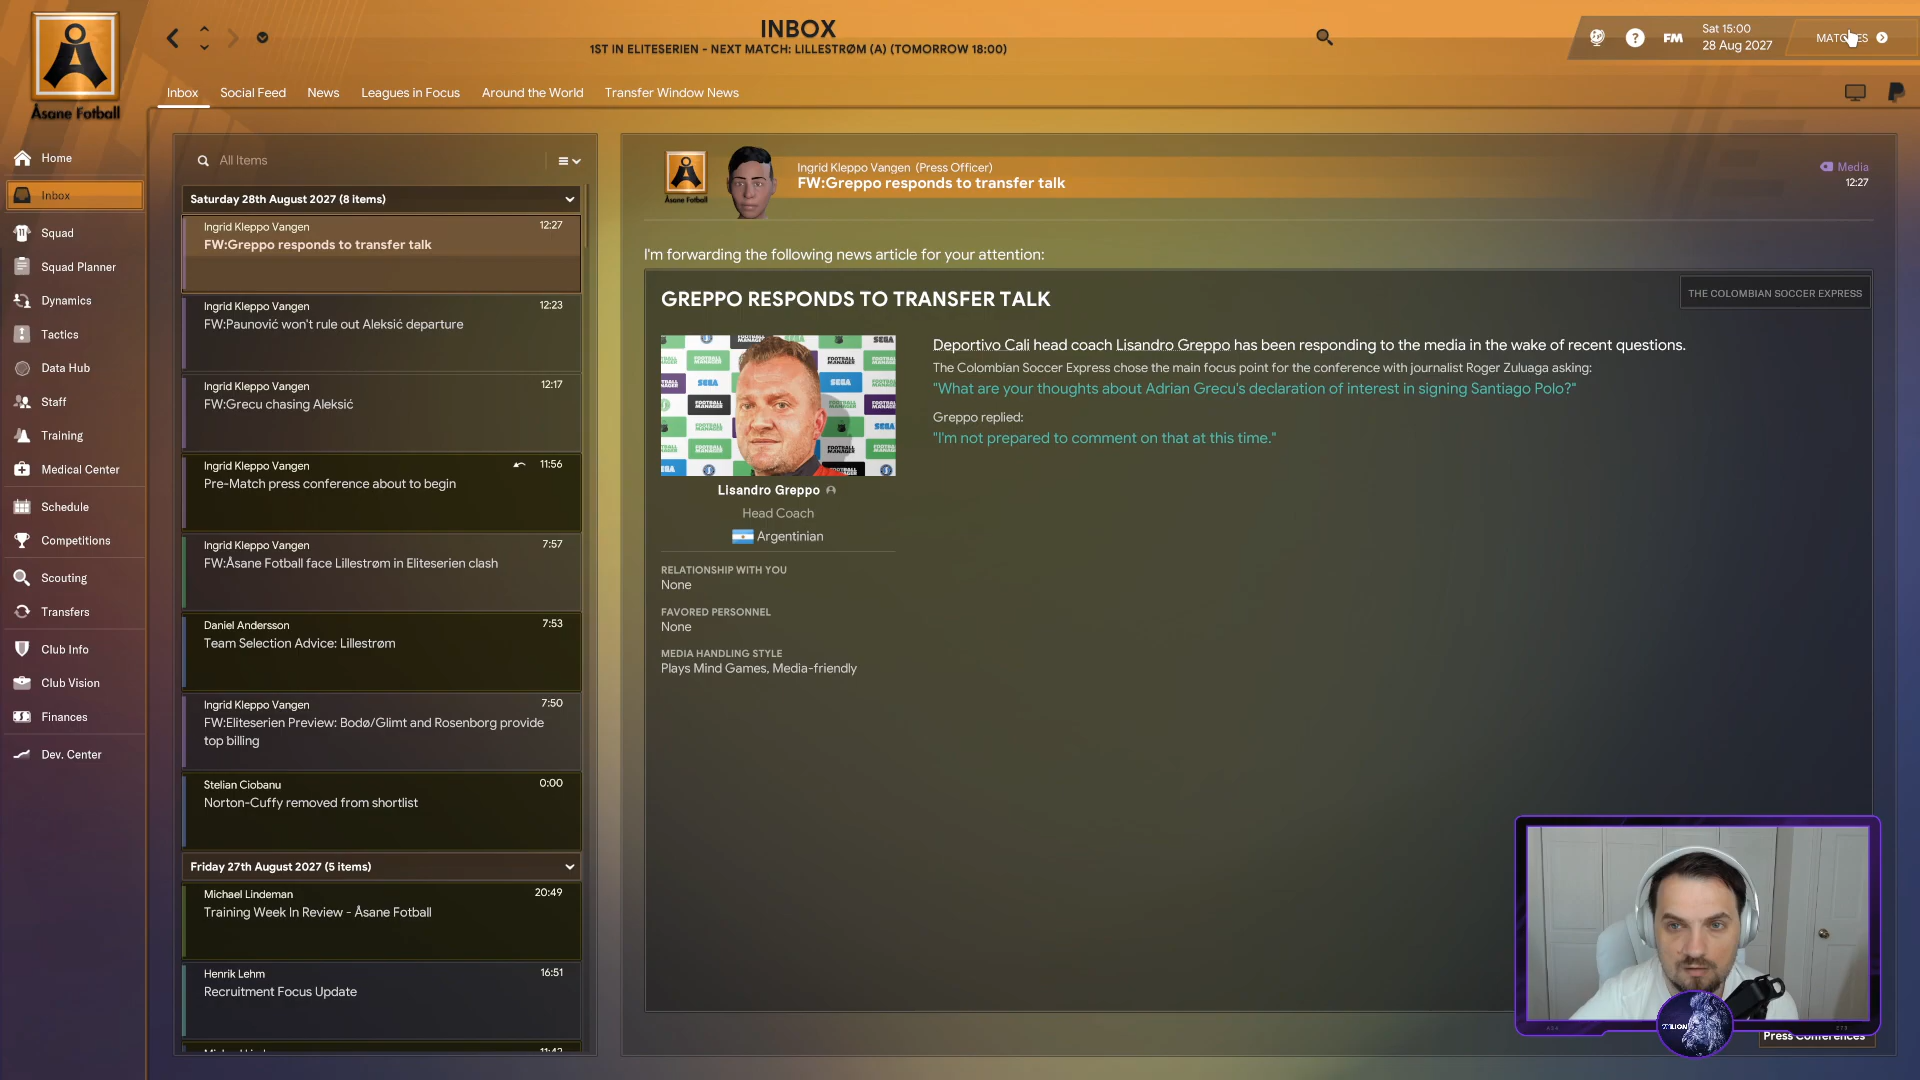 INBOX
1ST IN ELITESERIEN - NEXT MATCH: LILLESTRØM (A) (TOMORROW 18:00)
FM
Sat 15:00
28 Aug 2027
Åsane Fotball
Inbox
Social Feed
News
Leagues in Focus
Around the World
Transfer Window News
Home
Inbox
Squad
Squad Planner
Dynamics
Tactics
Data Hub
Staff
Training
Medical Center
Schedule
Competitions
Scouting
Transfers
Club Info
Club Vision
Finances
Dev. Center
All Items
Saturday 28th August 2027 (8 items)
Ingrid Kleppo Vangen 12:27
FW:Greppo responds to transfer talk
Ingrid Kleppo Vangen 12:23
FW:Paunović won't rule out Aleksić departure
Ingrid Kleppo Vangen 12:17
FW:Grecu chasing Aleksić
Ingrid Kleppo Vangen 11:56
Pre-Match press conference about to begin
Ingrid Kleppo Vangen 7:57
FW:Åsane Fotball face Lillestrøm in Eliteserien clash
Daniel Andersson 7:53
Team Selection Advice: Lillestrøm
Ingrid Kleppo Vangen 7:50
FW:Eliteserien Preview: Bodø/Glimt and Rosenborg provide
top billing
Stelian Ciobanu 0:00
Norton-Cuffy removed from shortlist
Friday 27th August 2027 (5 items)
Michael Lindeman 20:49
Training Week In Review - Åsane Fotball
Henrik Lehm 16:51
Recruitment Focus Update
Åsane Fotball
Ingrid Kleppo Vangen (Press Officer)
FW:Greppo responds to transfer talk
Media
12:27
I'm forwarding the following news article for your attention:
GREPPO RESPONDS TO TRANSFER TALK
THE COLOMBIAN SOCCER EXPRESS
Deportivo Cali head coach Lisandro Greppo has been responding to the media in the wake of recent questions.
The Colombian Soccer Express chose the main focus point for the conference with journalist Roger Zuluaga asking:
"What are your thoughts about Adrian Grecu's declaration of interest in signing Santiago Polo?"
Greppo replied:
"I'm not prepared to comment on that at this time."
Lisandro Greppo
Head Coach
Argentinian
RELATIONSHIP WITH YOU
None
FAVORED PERSONNEL
None
MEDIA HANDLING STYLE
Plays Mind Games, Media-friendly
Press Conferences